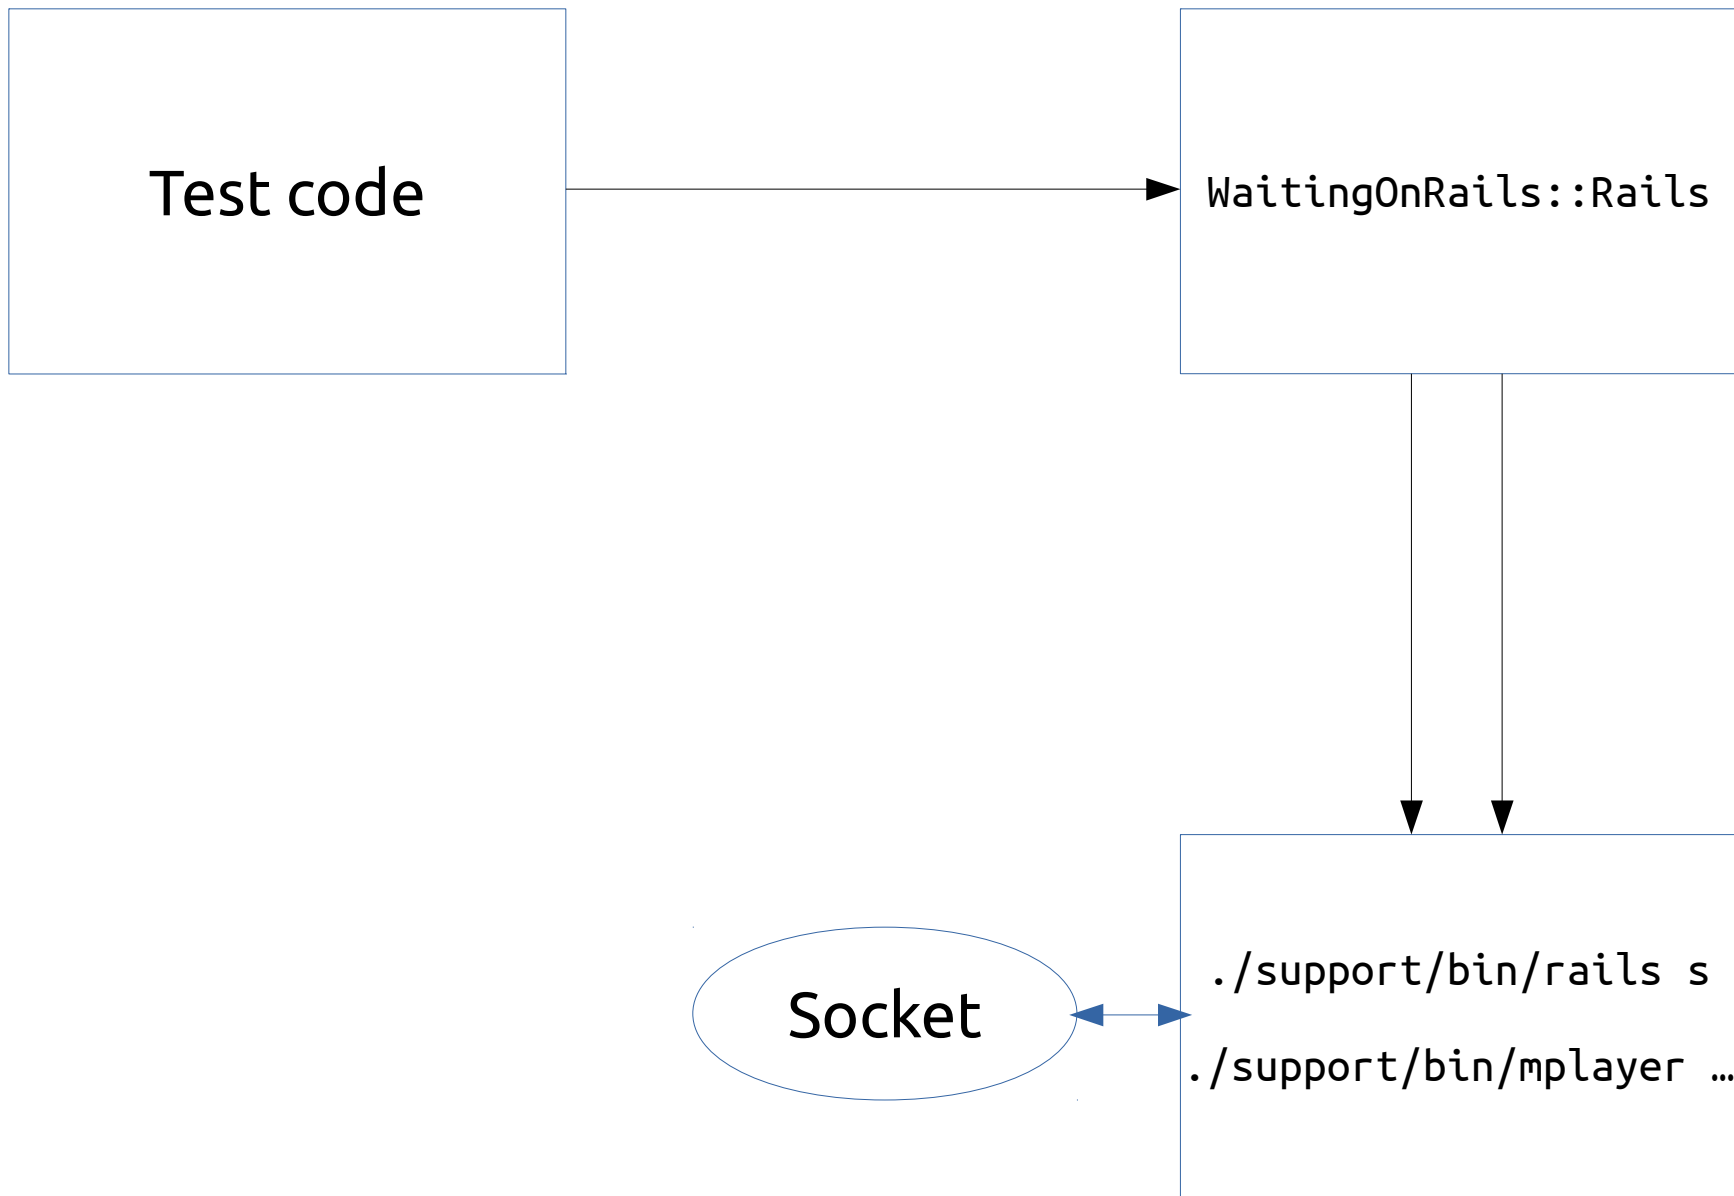 Test code
WaitingOnRails::Rails
./support/bin/rails s
Socket
./support/bin/mplayer …